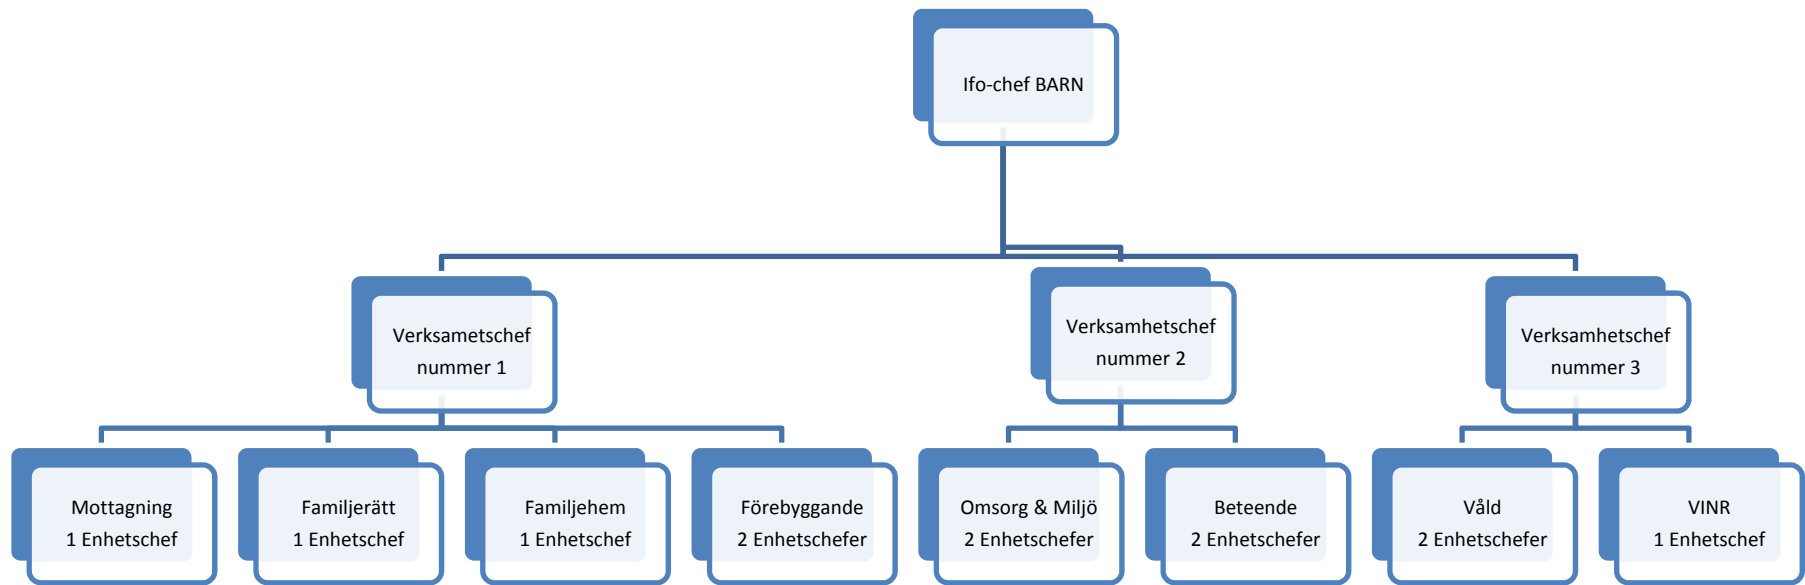 Ifo-chef BARN
Verksametschef
nummer 1
Verksamhetschef
nummer 2
Verksamhetschef
nummer 3
Mottagning
1 Enhetschef
Familjerätt
1 Enhetschef
Familjehem
1 Enhetschef
Förebyggande
2 Enhetschefer
Omsorg & Miljö
2 Enhetschefer
Beteende
2 Enhetschefer
Våld
2 Enhetschefer
VINR
1 Enhetschef